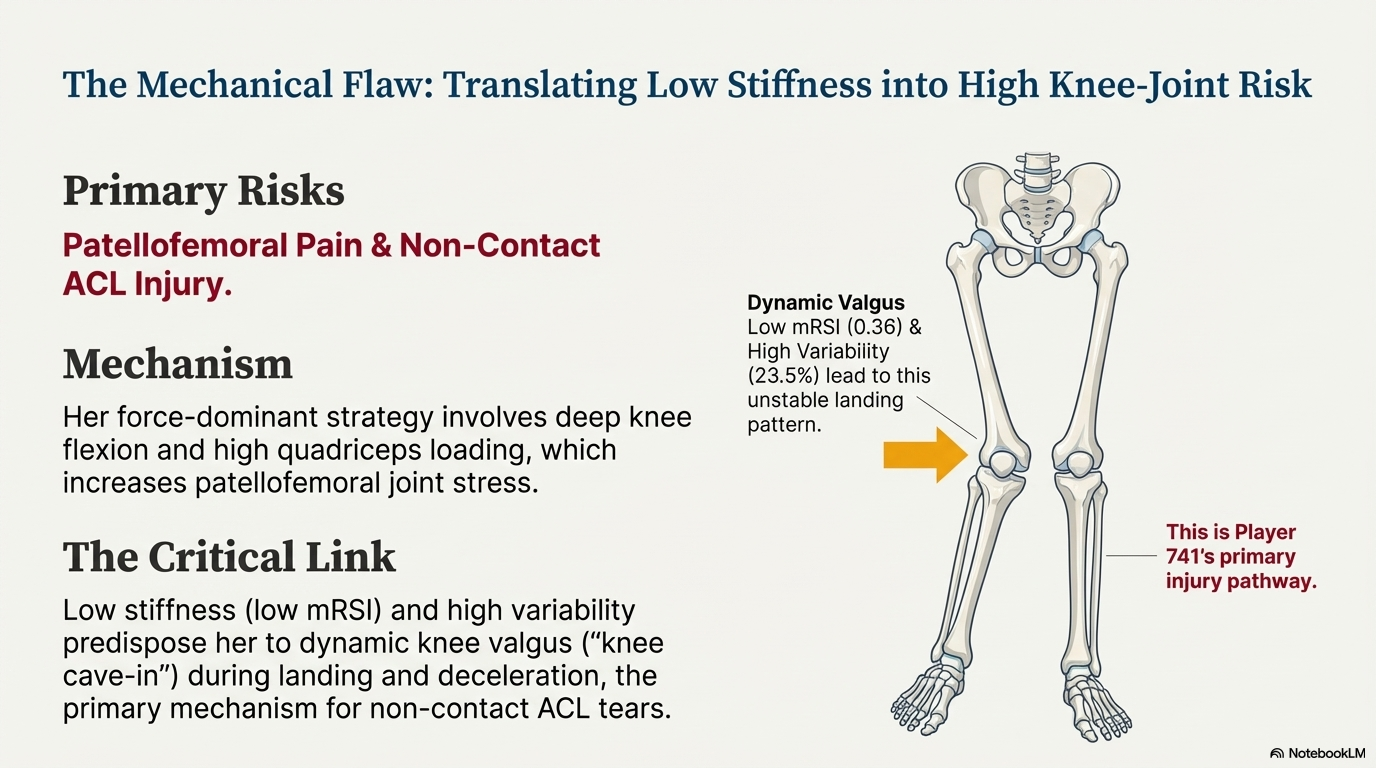 The Mechanical Flaw: Translating Low Stiffness into High Knee-Joint Risk
Primary Risks
Patellofemoral Pain & Non-Contact
ACL Injury.
Mechanism
Her force-dominant strategy involves deep knee
flexion and high quadriceps loading, which
increases patellofemoral joint stress.
The Critical Link
Low stiffness (low mRSI) and high variability
predispose her to dynamic knee valgus (“knee
cave-in”) during landing and deceleration, the
primary mechanism for non-contact ACL tears.
Dynamic Valgus
Low mRSI (0.36) &
High Variability
(23.5%) lead to this
unstable landing
pattern.
This is Player
741’s primary
injury pathway.
NotebookLM